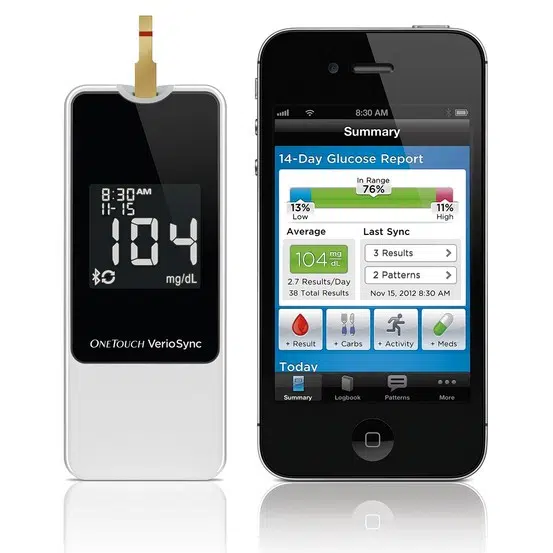 8:30 AM
11-15
104
mg/dL
ONETOUCH VerioSync
8:30 AM
Summary
14-Day Glucose Report
In Range
76%
13%
Low
11%
High
Average
104 mg/dL
2.7 Results/Day
38 Total Results
Last Sync
3 Results
2 Patterns
Nov 15, 2012 8:30 AM
+ Result
+ Carbs
+ Activity
+ Meds
Today
Summary
Logbook
Patterns
More